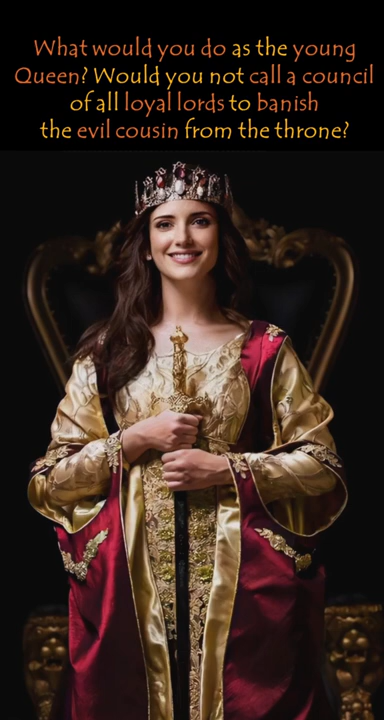 What would you do as the young
Queen? Would you not call a council
of all loyal lords to banish
the evil cousin from the throne?